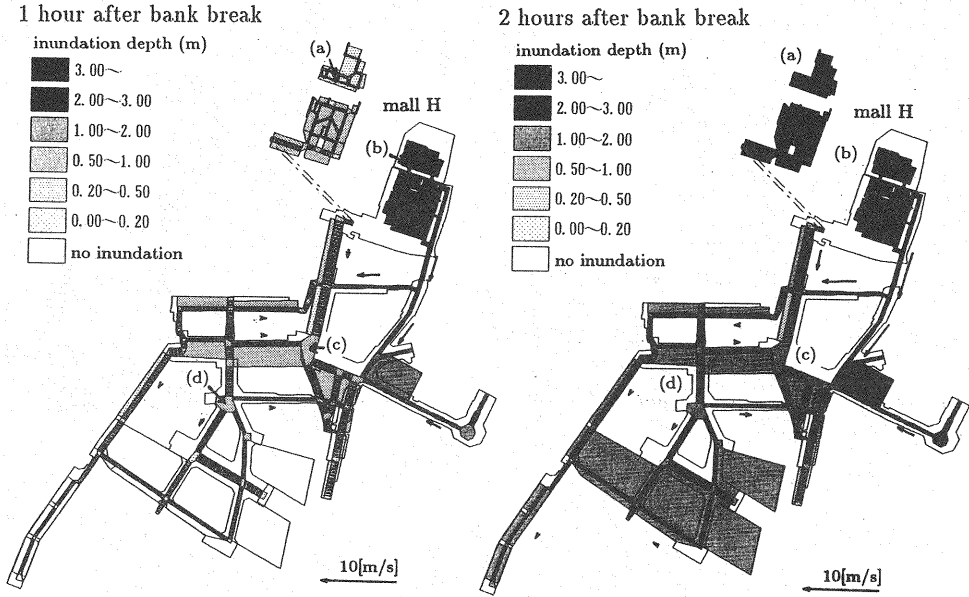 1 hour after bank break
inundation depth (m)
3.00~
2.00~3.00
1.00~2.00
0.50~1.00
0.20~0.50
0.00~0.20
no inundation
(a)
mall H
(b)
(c)
(d)
10[m/s]
2 hours after bank break
inundation depth (m)
3.00~
2.00~3.00
1.00~2.00
0.50~1.00
0.20~0.50
0.00~0.20
no inundation
(a)
mall H
(b)
(c)
(d)
10[m/s]